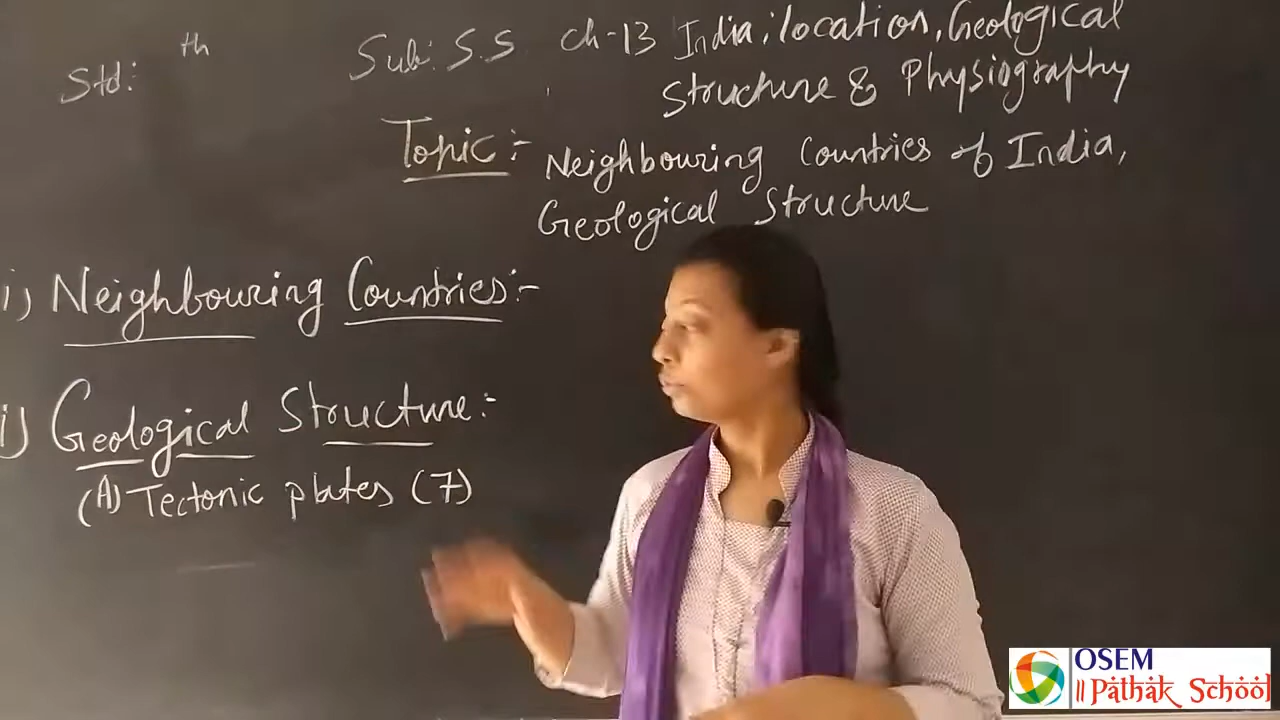 Std: th Sub: S.S. Ch-13 India: location, Geological
Structure & Physiography
Topic:- Neighbouring Countries of India,
Geological Structure
i) Neighbouring Countries:-
i) Geological Structure:-
(A) Tectonic plates (7)
OSEM
॥ Pathak School